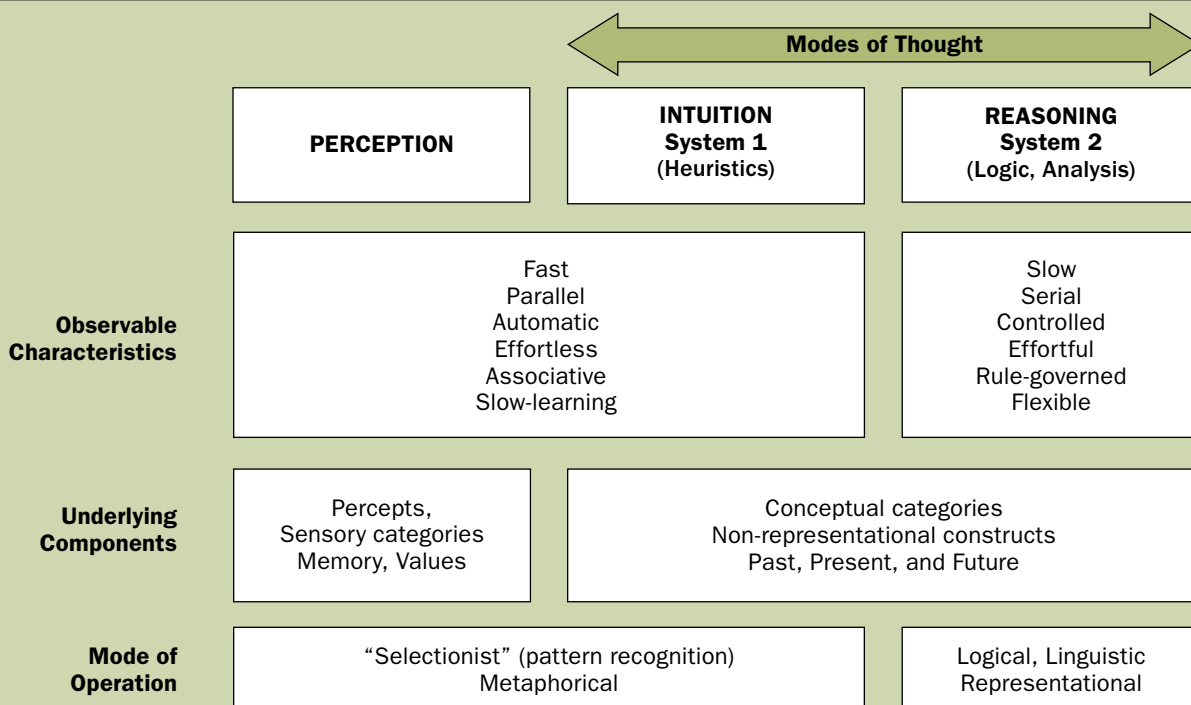 Modes of Thought
PERCEPTION
INTUITION
System 1
(Heuristics)
REASONING
System 2
(Logic, Analysis)
Observable
Characteristics
Fast
Parallel
Automatic
Effortless
Associative
Slow-learning
Slow
Serial
Controlled
Effortful
Rule-governed
Flexible
Underlying
Components
Percepts,
Sensory categories
Memory, Values
Conceptual categories
Non-representational constructs
Past, Present, and Future
Mode of
Operation
“Selectionist” (pattern recognition)
Metaphorical
Logical, Linguistic
Representational